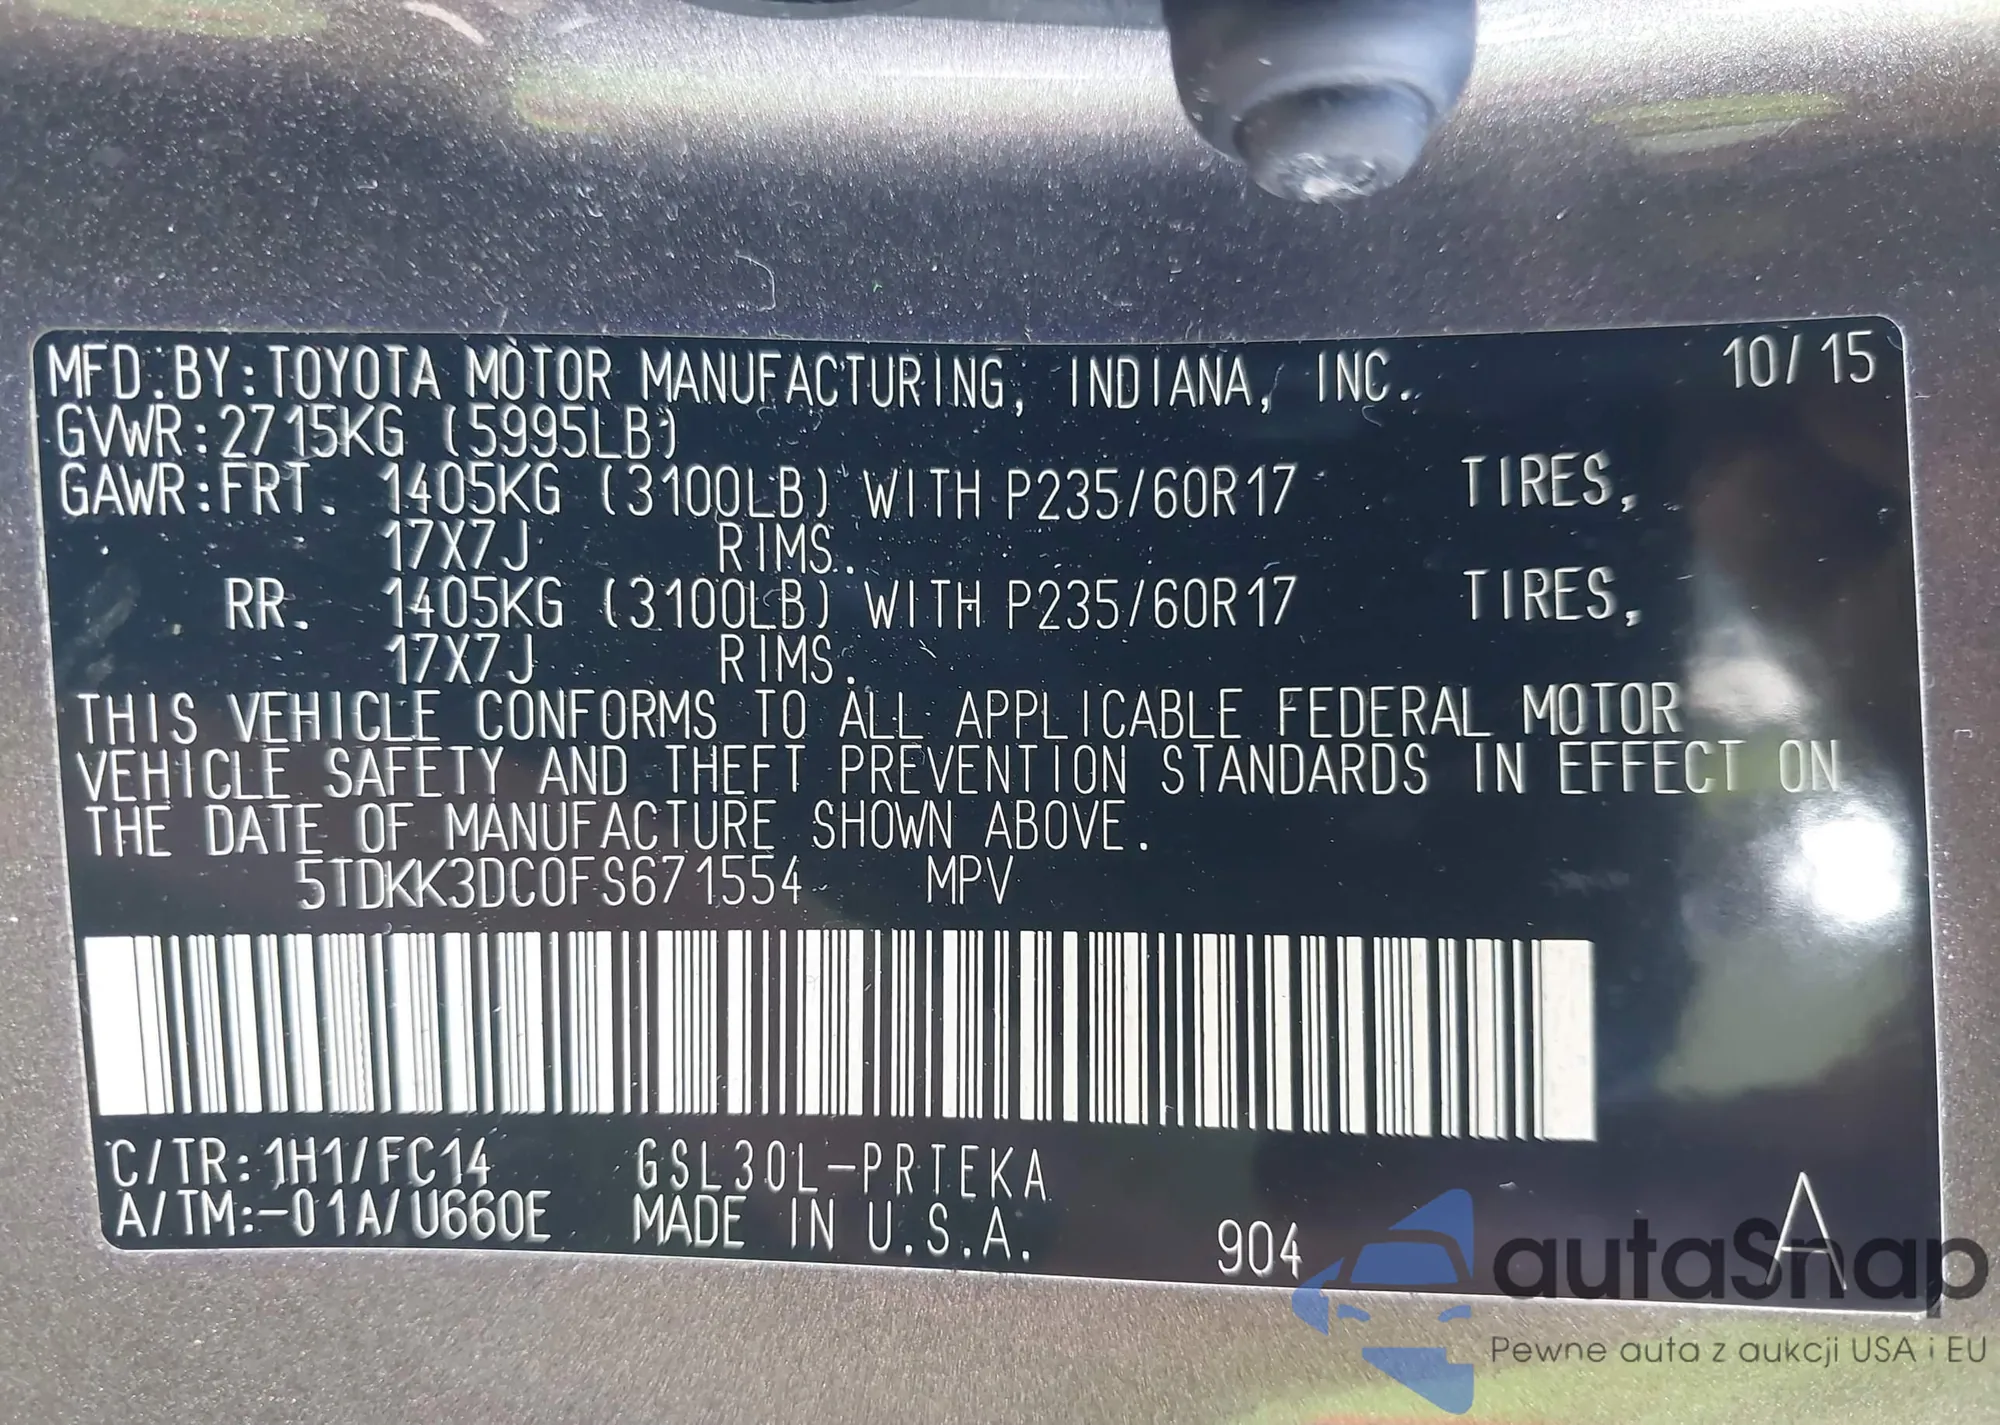 MFD.BY:TOYOTA MOTOR MANUFACTURING, INDIANA, INC. 10/15
GVWR:2715KG (5995LB)
GAWR:FRT. 1405KG (3100LB) WITH P235/60R17 TIRES,
17X7J RIMS.
RR. 1405KG (3100LB) WITH P235/60R17 TIRES,
17X7J RIMS.
THIS VEHICLE CONFORMS TO ALL APPLICABLE FEDERAL MOTOR
VEHICLE SAFETY AND THEFT PREVENTION STANDARDS IN EFFECT ON
THE DATE OF MANUFACTURE SHOWN ABOVE.
5TDKK3DC0FS671554 MPV
C/TR:1H1/FC14 GSL30L-PRTEKA
A/TM:-01A/U660E MADE IN U.S.A. 904 A
autaSnap
Pewne auta z aukcji USA i EU